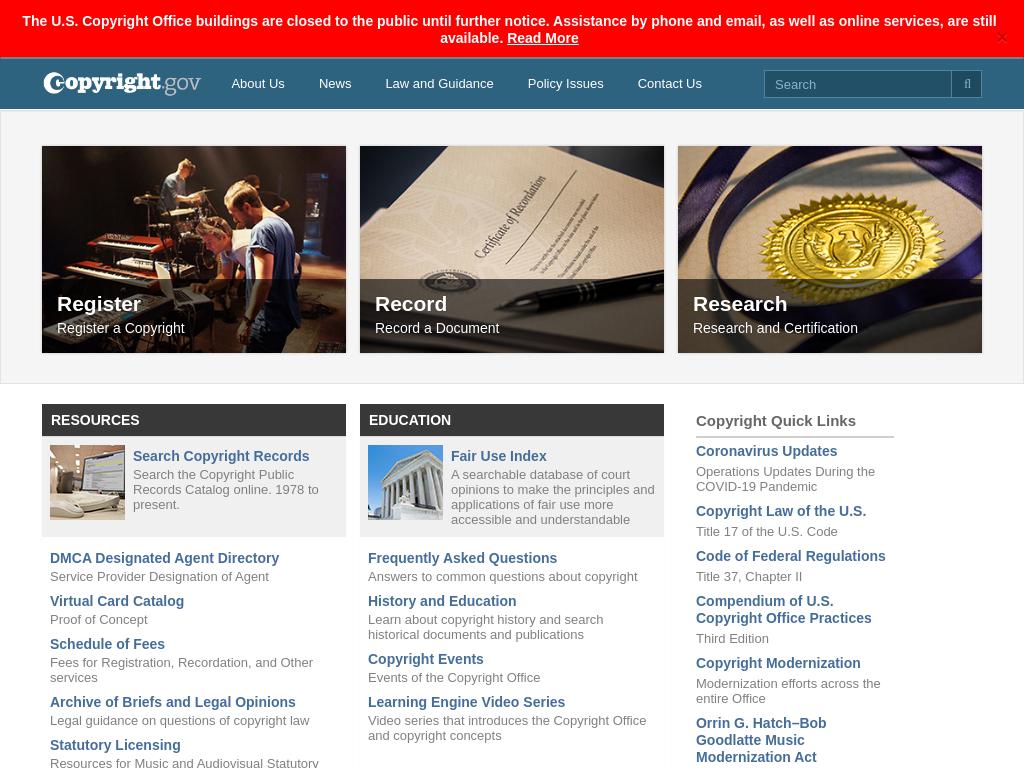 The U.S. Copyright Office buildings are closed to the public until further notice. Assistance by phone and email, as well as online services, are still
available. Read More
×
Copyright.gov
About Us
News
Law and Guidance
Policy Issues
Contact Us
Search
Certificate of Recordation
Register
Register a Copyright
Record
Record a Document
Research
Research and Certification
RESOURCES
Search Copyright Records
Search the Copyright Public
Records Catalog online. 1978 to
present.
DMCA Designated Agent Directory
Service Provider Designation of Agent
Virtual Card Catalog
Proof of Concept
Schedule of Fees
Fees for Registration, Recordation, and Other
services
Archive of Briefs and Legal Opinions
Legal guidance on questions of copyright law
Statutory Licensing
Resources for Music and Audiovisual Statutory
EDUCATION
Fair Use Index
A searchable database of court
opinions to make the principles and
applications of fair use more
accessible and understandable
Frequently Asked Questions
Answers to common questions about copyright
History and Education
Learn about copyright history and search
historical documents and publications
Copyright Events
Events of the Copyright Office
Learning Engine Video Series
Video series that introduces the Copyright Office
and copyright concepts
Copyright Quick Links
Coronavirus Updates
Operations Updates During the
COVID-19 Pandemic
Copyright Law of the U.S.
Title 17 of the U.S. Code
Code of Federal Regulations
Title 37, Chapter II
Compendium of U.S.
Copyright Office Practices
Third Edition
Copyright Modernization
Modernization efforts across the
entire Office
Orrin G. Hatch–Bob
Goodlatte Music
Modernization Act